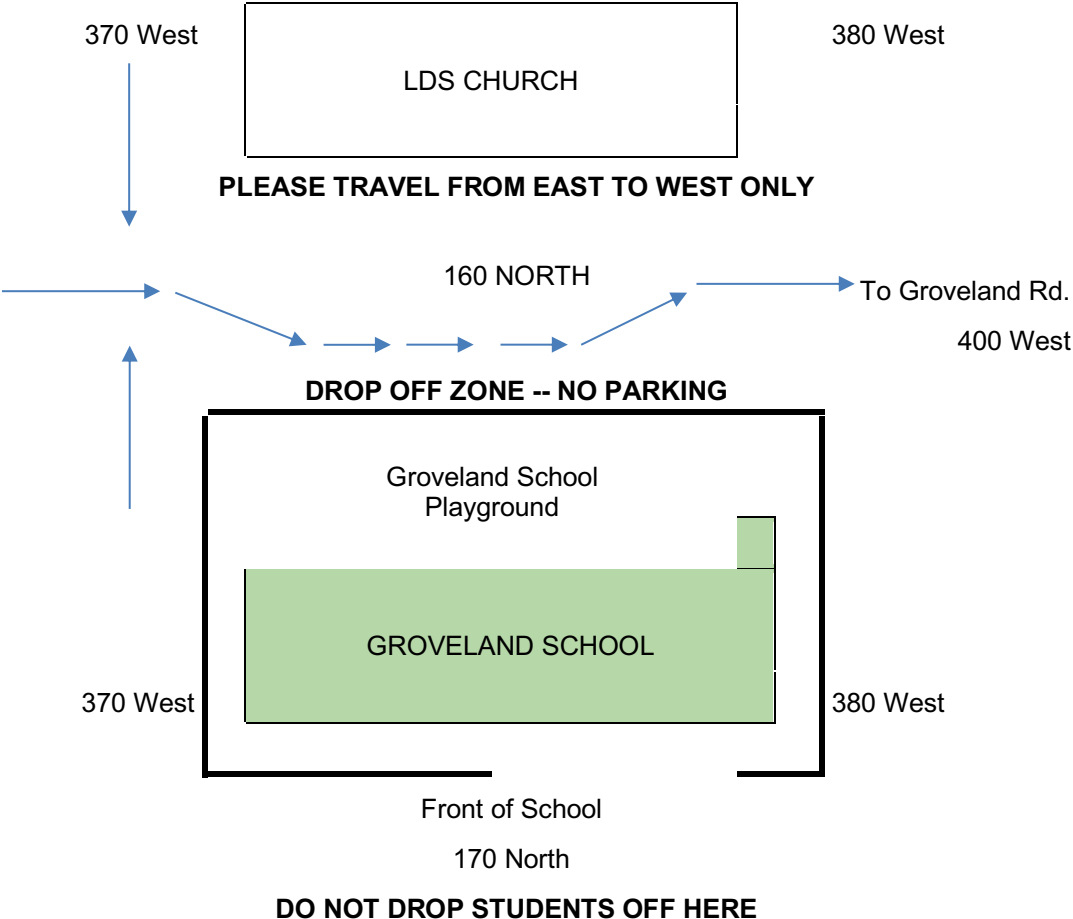 370 West
380 West
LDS CHURCH
PLEASE TRAVEL FROM EAST TO WEST ONLY
160 NORTH
To Groveland Rd.
400 West
DROP OFF ZONE -- NO PARKING
Groveland School
Playground
GROVELAND SCHOOL
370 West
380 West
Front of School
170 North
DO NOT DROP STUDENTS OFF HERE